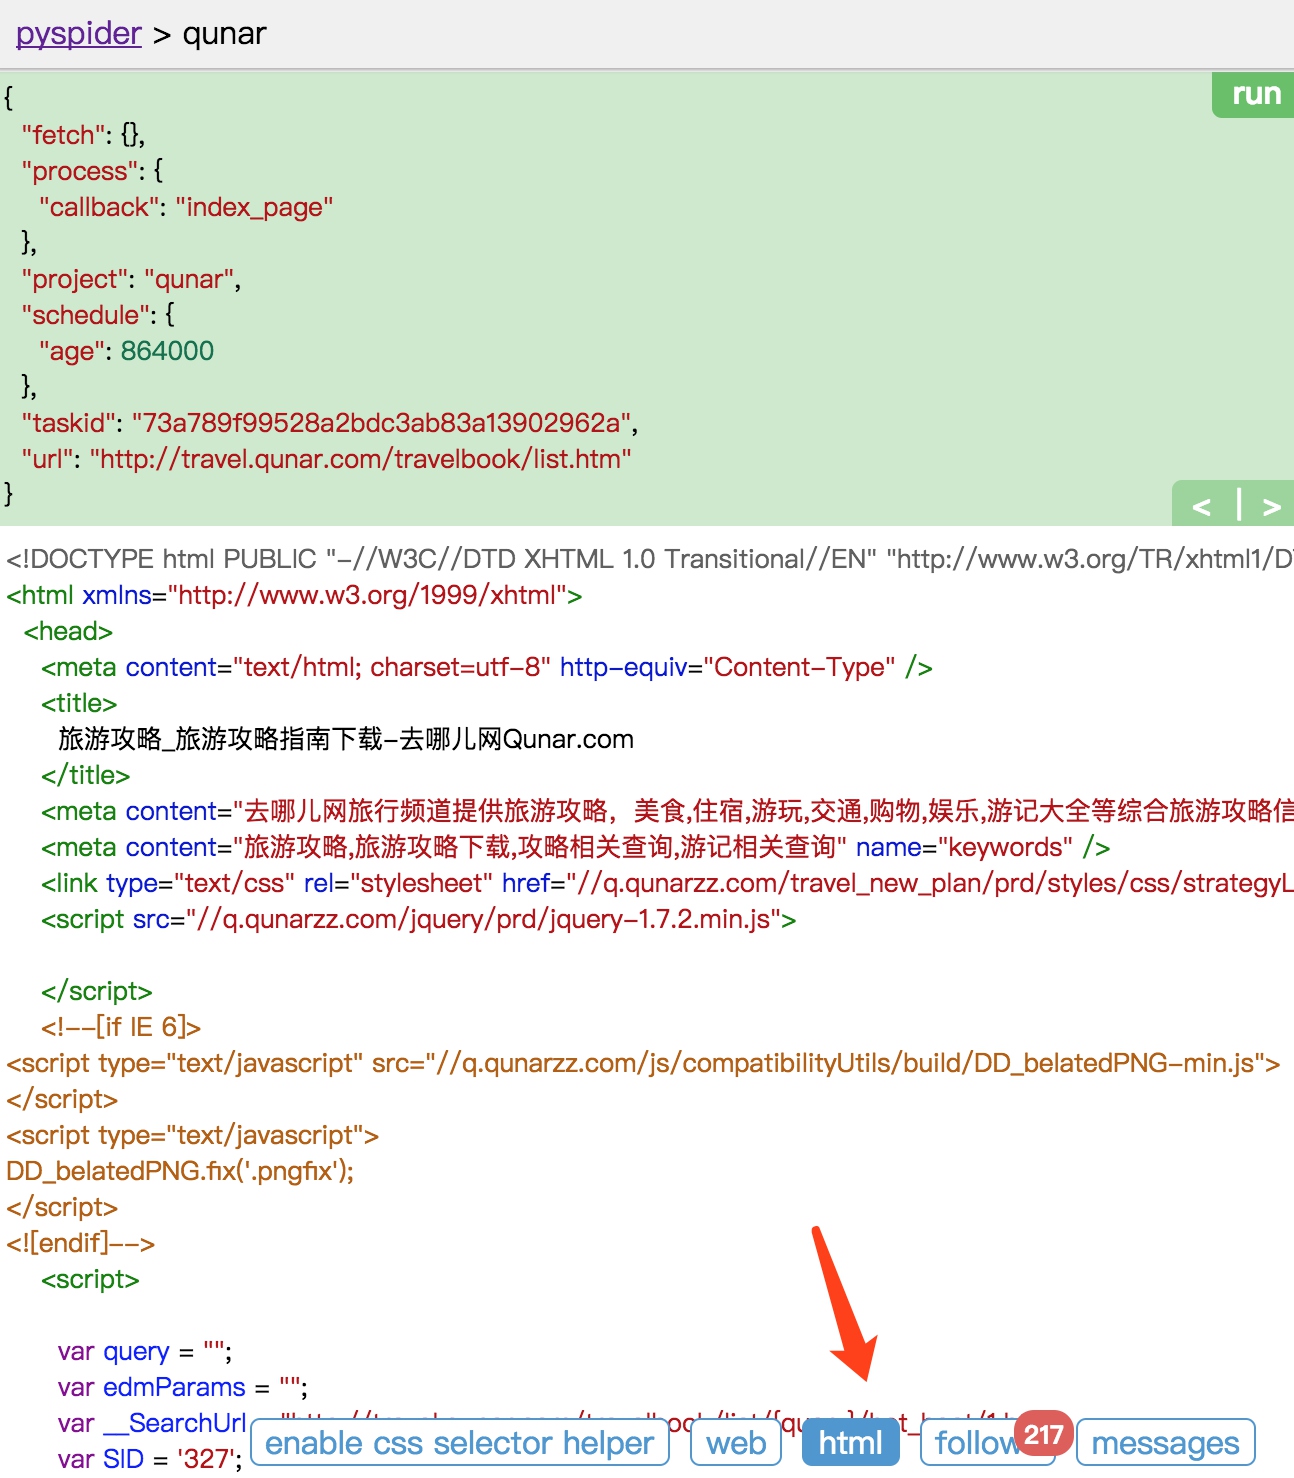 pyspider > qunar
run
{
"fetch": {},
"process": {
"callback": "index_page"
},
"project": "qunar",
"schedule": {
"age": 864000
},
"taskid": "73a789f99528a2bdc3ab83a13902962a",
"url": "http://travel.qunar.com/travelbook/list.htm"
}
< | >
<!DOCTYPE html PUBLIC "-//W3C//DTD XHTML 1.0 Transitional//EN" "http://www.w3.org/TR/xhtml1/D
<html xmlns="http://www.w3.org/1999/xhtml">
<head>
<meta content="text/html; charset=utf-8" http-equiv="Content-Type" />
<title>
旅游攻略_旅游攻略指南下载-去哪儿网Qunar.com
</title>
<meta content="去哪儿网旅行频道提供旅游攻略，美食,住宿,游玩,交通,购物,娱乐,游记大全等综合旅游攻略信
<meta content="旅游攻略,旅游攻略下载,攻略相关查询,游记相关查询" name="keywords" />
<link type="text/css" rel="stylesheet" href="//q.qunarzz.com/travel_new_plan/prd/styles/css/strategyL
<script src="//q.qunarzz.com/jquery/prd/jquery-1.7.2.min.js">
</script>
<!--[if IE 6]>
<script type="text/javascript" src="//q.qunarzz.com/js/compatibilityUtils/build/DD_belatedPNG-min.js">
</script>
<script type="text/javascript">
DD_belatedPNG.fix('.pngfix');
</script>
<![endif]-->
<script>
var query = "";
var edmParams = "";
var __SearchUrl
var SID = '327';
enable css selector helper web html follow 217 messages